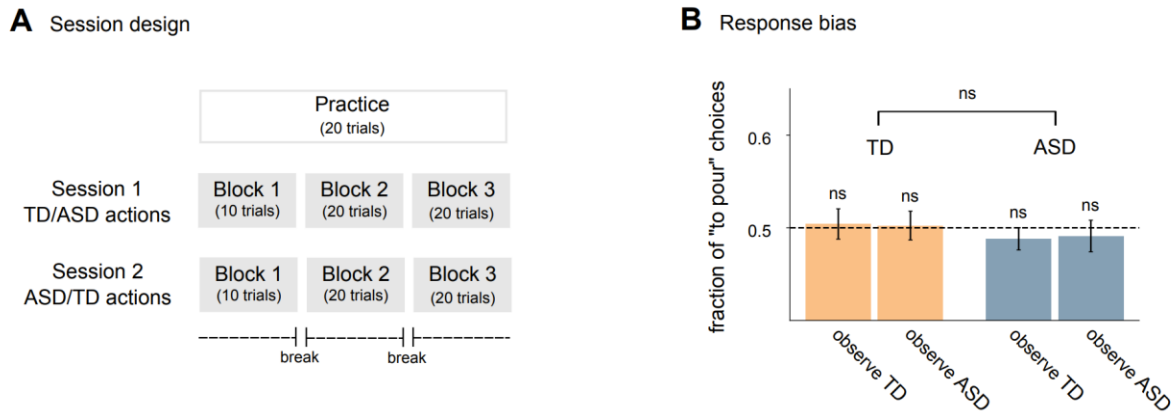 A Session design
Practice
(20 trials)
Session 1
TD/ASD actions
Block 1
(10 trials)
Block 2
(20 trials)
Block 3
(20 trials)
Session 2
ASD/TD actions
Block 1
(10 trials)
Block 2
(20 trials)
Block 3
(20 trials)
break
break
B Response bias
fraction of "to pour" choices
0.6
0.5
ns
TD
ASD
ns
ns
ns
ns
observe TD
observe ASD
observe TD
observe ASD